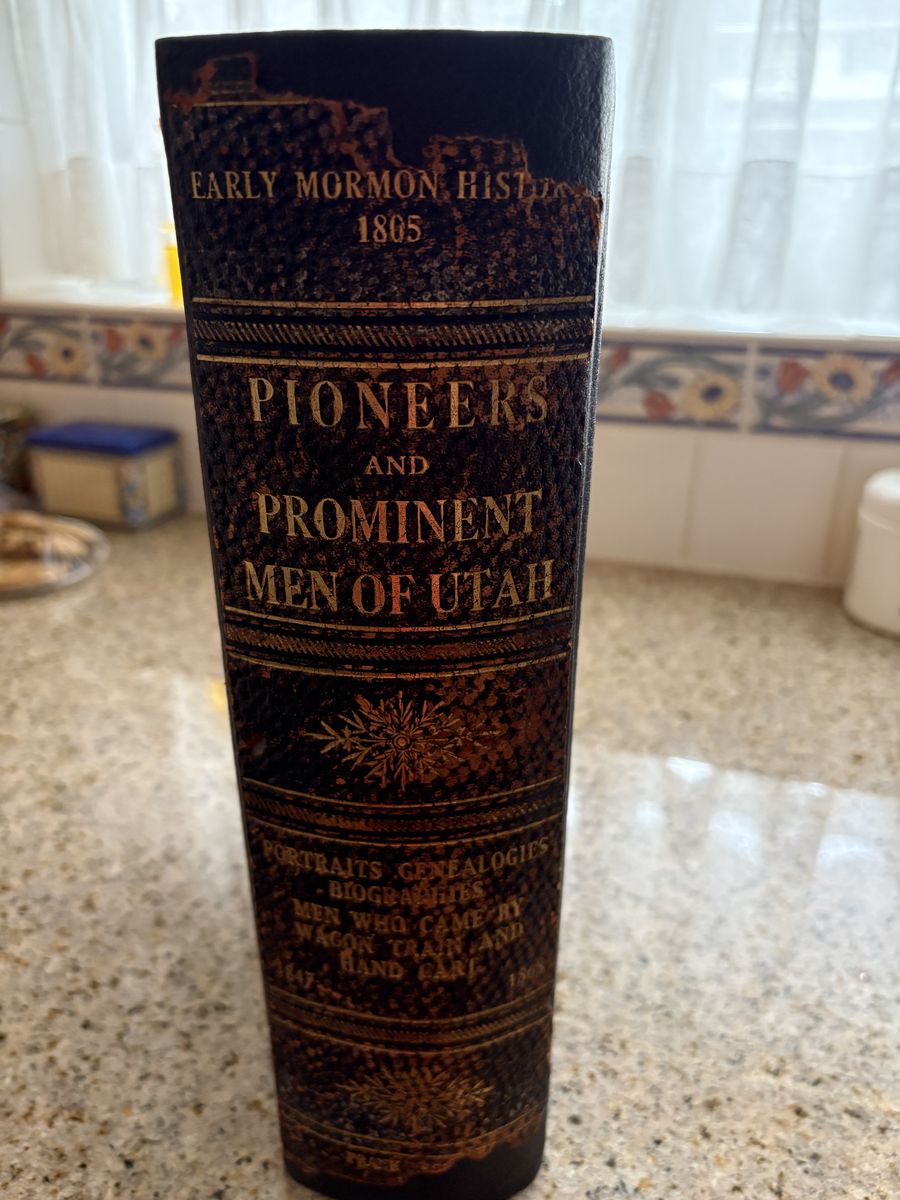 EARLY MORMON HISTO
1805
PIONEERS
AND
PROMINENT
MEN OF UTAH
PORTRAITS GENEALOGIES
BIOGRAPHIES
MEN WHO CAME BY
WAGON TRAIN AND
HAND CART
1847